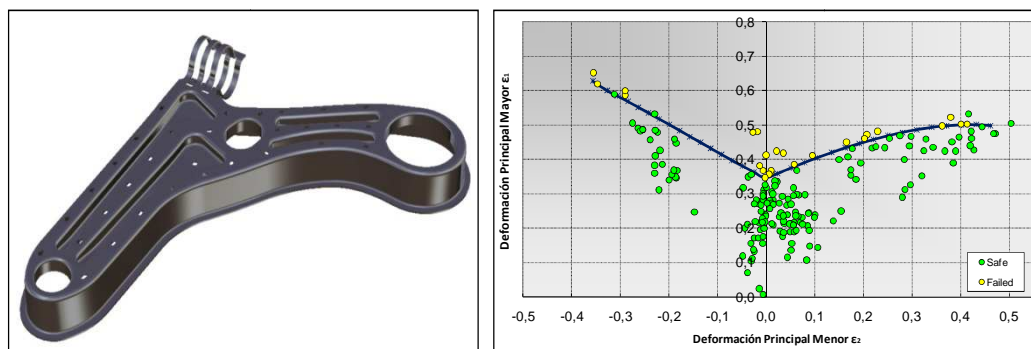 Deformación Principal Mayor ε₁
0,8
0,7
0,6
0,5
0,4
0,3
0,2
0,1
0,0
Safe
Failed
-0,5 -0,4 -0,3 -0,2 -0,1 0,0 0,1 0,2 0,3 0,4 0,5
Deformación Principal Menor ε₂